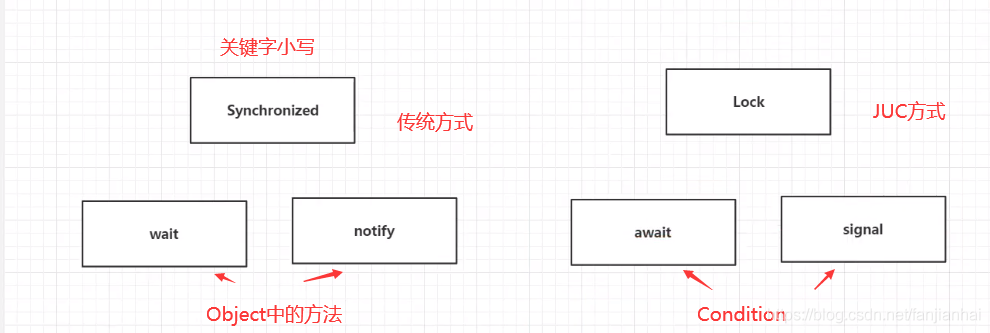 关键字小写
Synchronized
传统方式
wait
notify
Object中的方法
Lock
JUC方式
await
signal
Condition
https://blog.csdn.net/fanjianhai